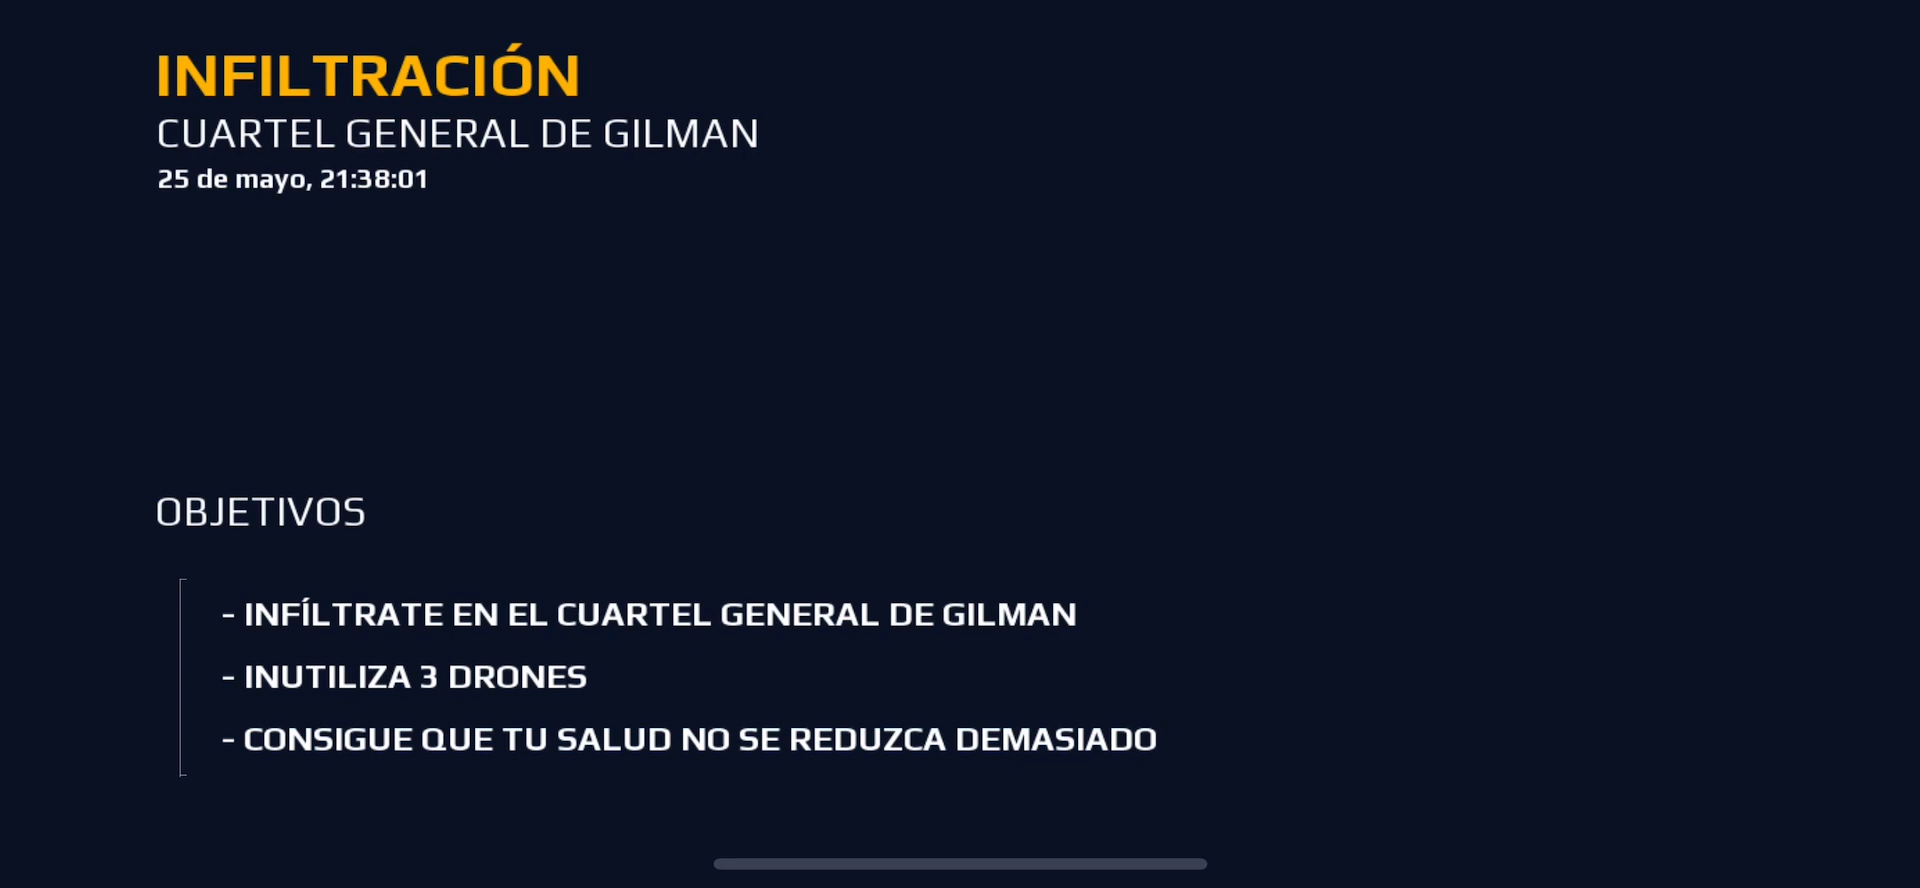 INFILTRACIÓN
CUARTEL GENERAL DE GILMAN
25 de mayo, 21:38:01
OBJETIVOS
- INFÍLTRATE EN EL CUARTEL GENERAL DE GILMAN
- INUTILIZA 3 DRONES
- CONSIGUE QUE TU SALUD NO SE REDUZCA DEMASIADO